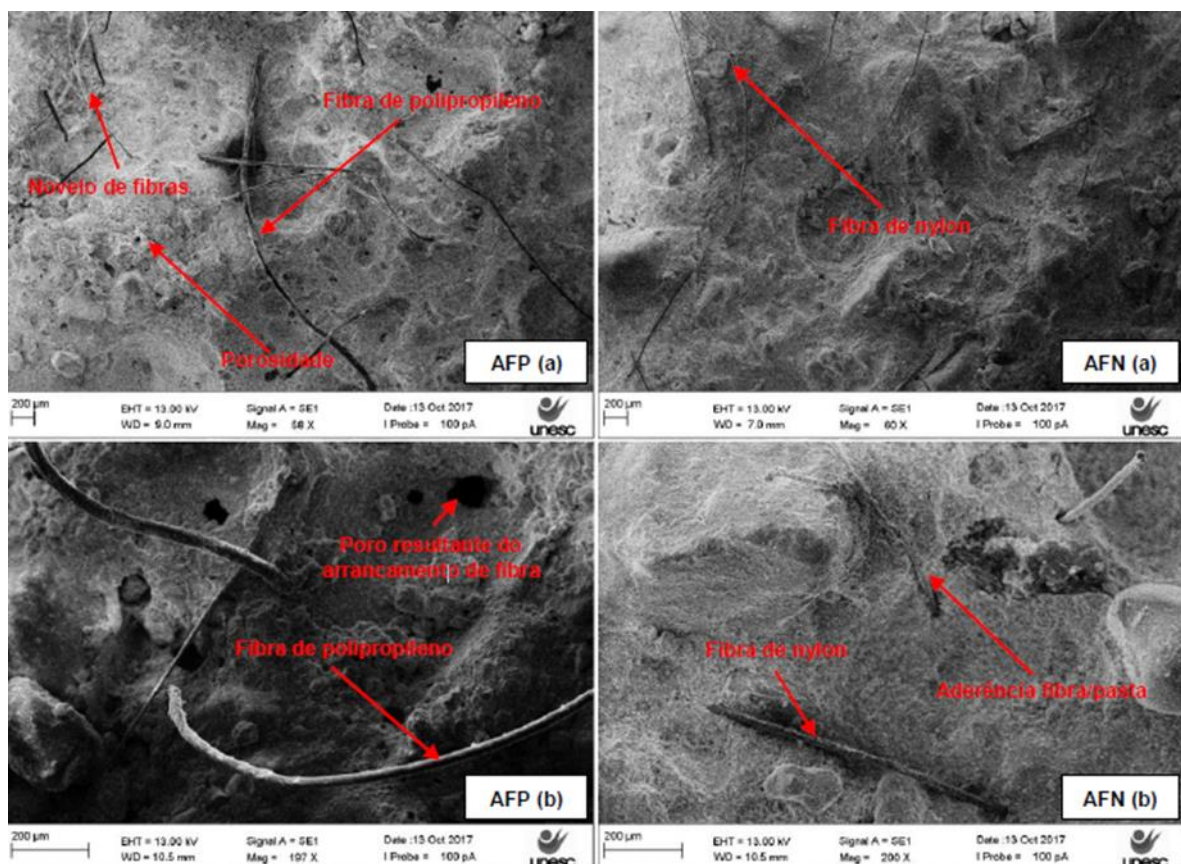 Fibra de polipropileno
Novelo de fibras
Porosidade
AFP (a)
200 µm
EHT = 13.00 kV
Signal A = SE1
Date :13 Oct 2017
WD = 9.0 mm
Mag = 58 X
I Probe = 100 pA
unesc
Fibra de nylon
AFN (a)
200 µm
EHT = 13.00 kV
Signal A = SE1
Date :13 Oct 2017
WD = 7.0 mm
Mag = 60 X
I Probe = 100 pA
unesc
Poro resultante do
arrancamento de fibra
Fibra de polipropileno
AFP (b)
200 µm
EHT = 13.00 kV
Signal A = SE1
Date :13 Oct 2017
WD = 10.5 mm
Mag = 197 X
I Probe = 100 pA
unesc
Fibra de nylon
Aderência fibra/pasta
AFN (b)
200 µm
EHT = 13.00 kV
Signal A = SE1
Date :13 Oct 2017
WD = 10.5 mm
Mag = 200 X
I Probe = 100 pA
unesc